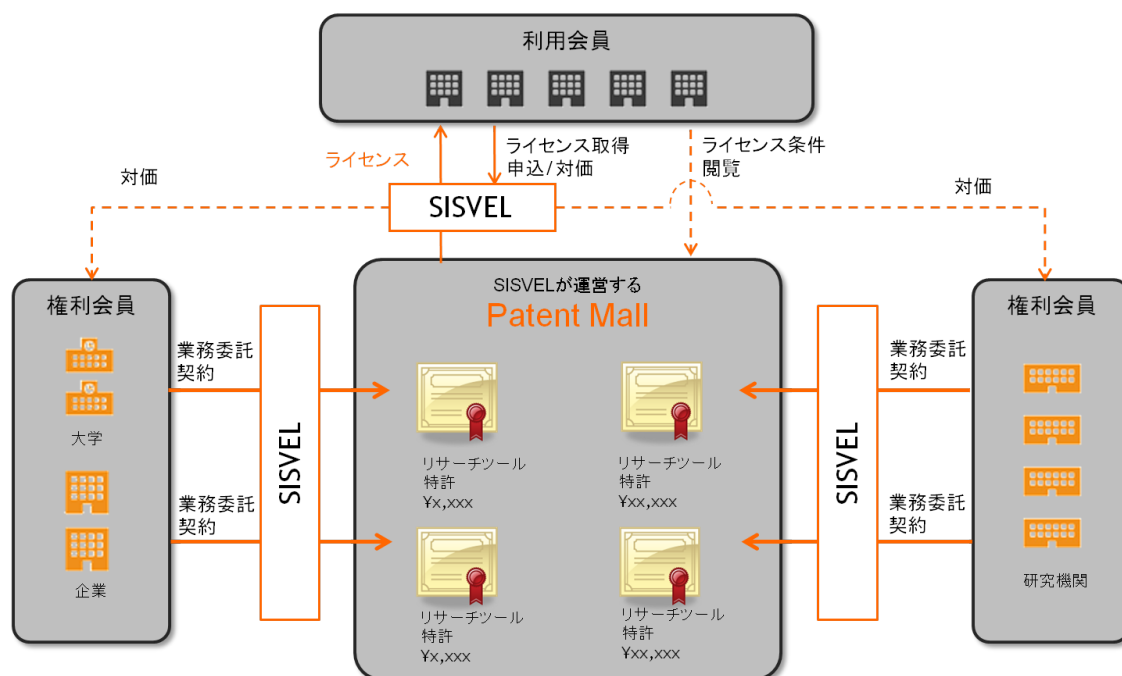 利用会員
ライセンス
ライセンス取得
申込/対価
ライセンス条件
閲覧
対価
SISVEL
対価
権利会員
大学
企業
業務委託
契約
業務委託
契約
SISVEL
SISVELが運営する
Patent Mall
リサーチツール
特許
¥x,xxx
リサーチツール
特許
¥xx,xxx
リサーチツール
特許
¥x,xxx
リサーチツール
特許
¥xx,xxx
SISVEL
業務委託
契約
業務委託
契約
権利会員
研究機関